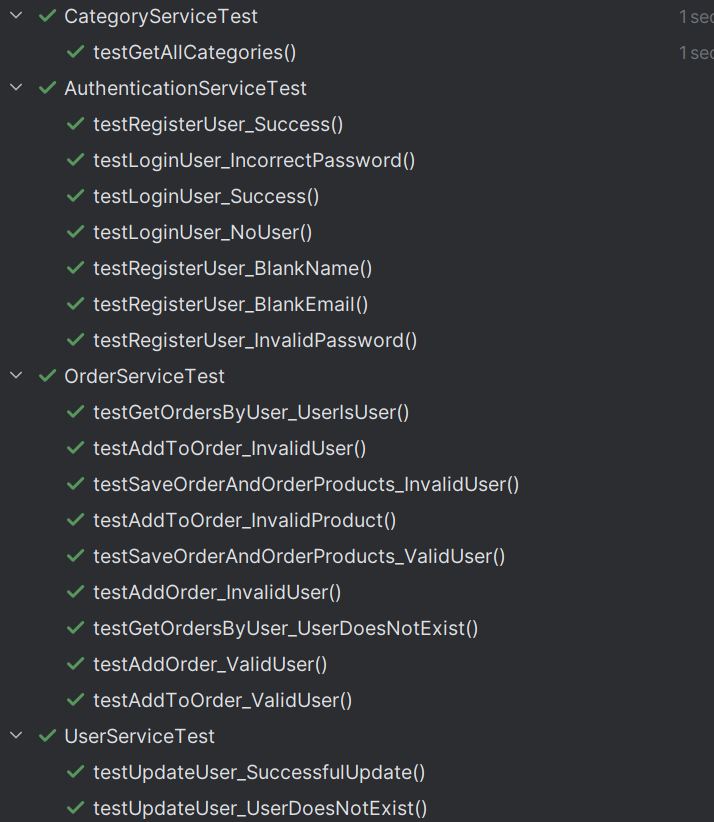 CategoryServiceTest 1 sec
testGetAllCategories() 1 sec
AuthenticationServiceTest
testRegisterUser_Success()
testLoginUser_IncorrectPassword()
testLoginUser_Success()
testLoginUser_NoUser()
testRegisterUser_BlankName()
testRegisterUser_BlankEmail()
testRegisterUser_InvalidPassword()
OrderServiceTest
testGetOrdersByUser_UserIsUser()
testAddToOrder_InvalidUser()
testSaveOrderAndOrderProducts_InvalidUser()
testAddToOrder_InvalidProduct()
testSaveOrderAndOrderProducts_ValidUser()
testAddOrder_InvalidUser()
testGetOrdersByUser_UserDoesNotExist()
testAddOrder_ValidUser()
testAddToOrder_ValidUser()
UserServiceTest
testUpdateUser_SuccessfulUpdate()
testUpdateUser_UserDoesNotExist()